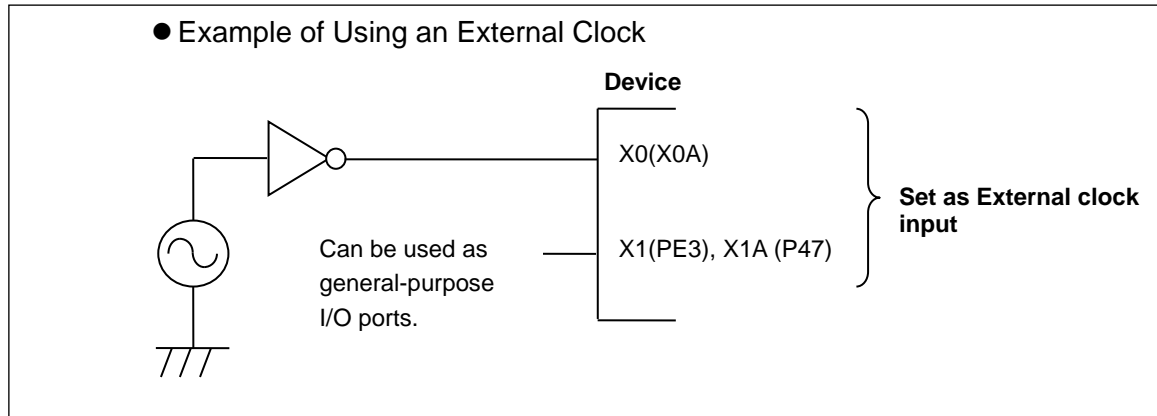 ● Example of Using an External Clock
Device
X0(X0A)
Set as External clock
input
Can be used as
general-purpose
I/O ports.
X1(PE3), X1A (P47)